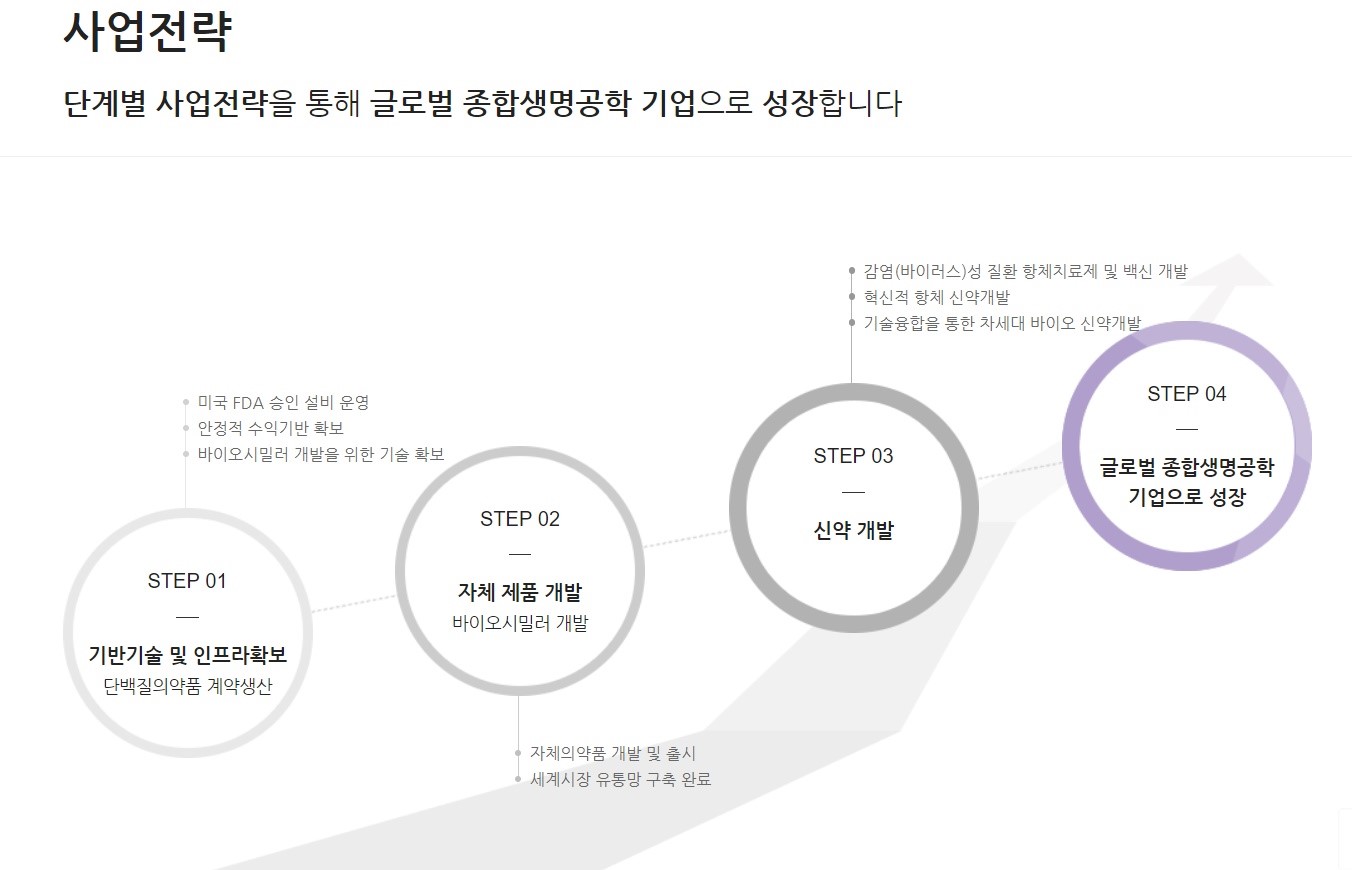 사업전략
단계별 사업전략을 통해 글로벌 종합생명공학 기업으로 성장합니다
미국 FDA 승인 설비 운영
안정적 수익기반 확보
바이오시밀러 개발을 위한 기술 확보
STEP 01
기반기술 및 인프라확보
단백질의약품 계약생산
STEP 02
자체 제품 개발
바이오시밀러 개발
자체의약품 개발 및 출시
세계시장 유통망 구축 완료
감염(바이러스)성 질환 항체치료제 및 백신 개발
혁신적 항체 신약개발
기술융합을 통한 차세대 바이오 신약개발
STEP 03
신약 개발
STEP 04
글로벌 종합생명공학
기업으로 성장